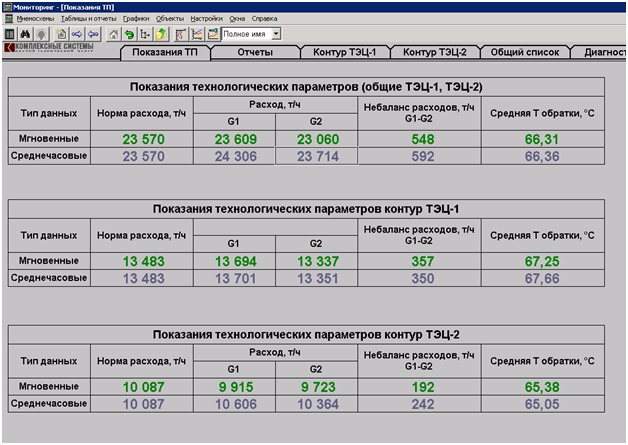 Мониторинг - [Показания ТП]
Мнемосхемы Таблицы и отчеты Графики Объекты Настройки Окна Справка
Полное имя
КОМПЛЕКСНЫЕ СИСТЕМЫ
Показания ТП Отчеты Контур ТЭЦ-1 Контур ТЭЦ-2 Общий список Диагност
Показания технологических параметров (общие ТЭЦ-1, ТЭЦ-2)
Тип данных Норма расхода, т/ч Расход, т/ч Небаланс расходов, т/ч Средняя Т обратки, °С
G1 G2 G1-G2
Мгновенные 23 570 23 609 23 060 548 66,31
Среднечасовые 23 570 24 306 23 714 592 66,36
Показания технологических параметров контур ТЭЦ-1
Тип данных Норма расхода, т/ч Небаланс расходов, т/ч Средняя Т обратки, °С
G1 G2 G1-G2
Мгновенные 13 483 13 694 13 337 357 67,25
Среднечасовые 13 483 13 701 13 351 350 67,66
Показания технологических параметров контур ТЭЦ-2
Тип данных Норма расхода, т/ч Расход, т/ч Небаланс расходов, т/ч Средняя Т обратки, °С
G1 G2 G1-G2
Мгновенные 10 087 9 915 9 723 192 65,38
Среднечасовые 10 087 10 606 10 364 242 65,05